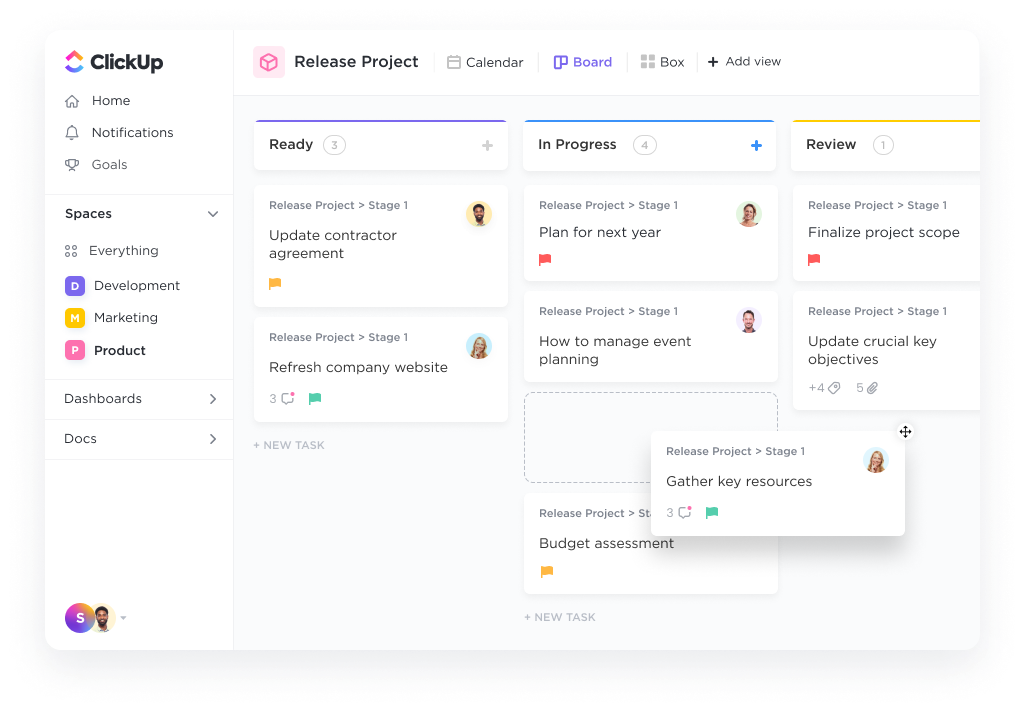 ClickUp
Home
Notifications
Goals
Spaces
Everything
D Development
M Marketing
P Product
Dashboards
Docs
S
Release Project
Calendar
Board
Box
+ Add view
Ready 3 +
Release Project > Stage 1
Update contractor
agreement
Release Project > Stage 1
Refresh company website
3
+ NEW TASK
In Progress 4 +
Release Project > Stage 1
Plan for next year
Release Project > Stage 1
How to manage event
planning
Release Project > St
Budget assessment
+ NEW TASK
Release Project > Stage 1
Gather key resources
3
Review 1
Release Project > Stage 1
Finalize project scope
Release Project > Stage 1
Update crucial key
objectives
+4 5